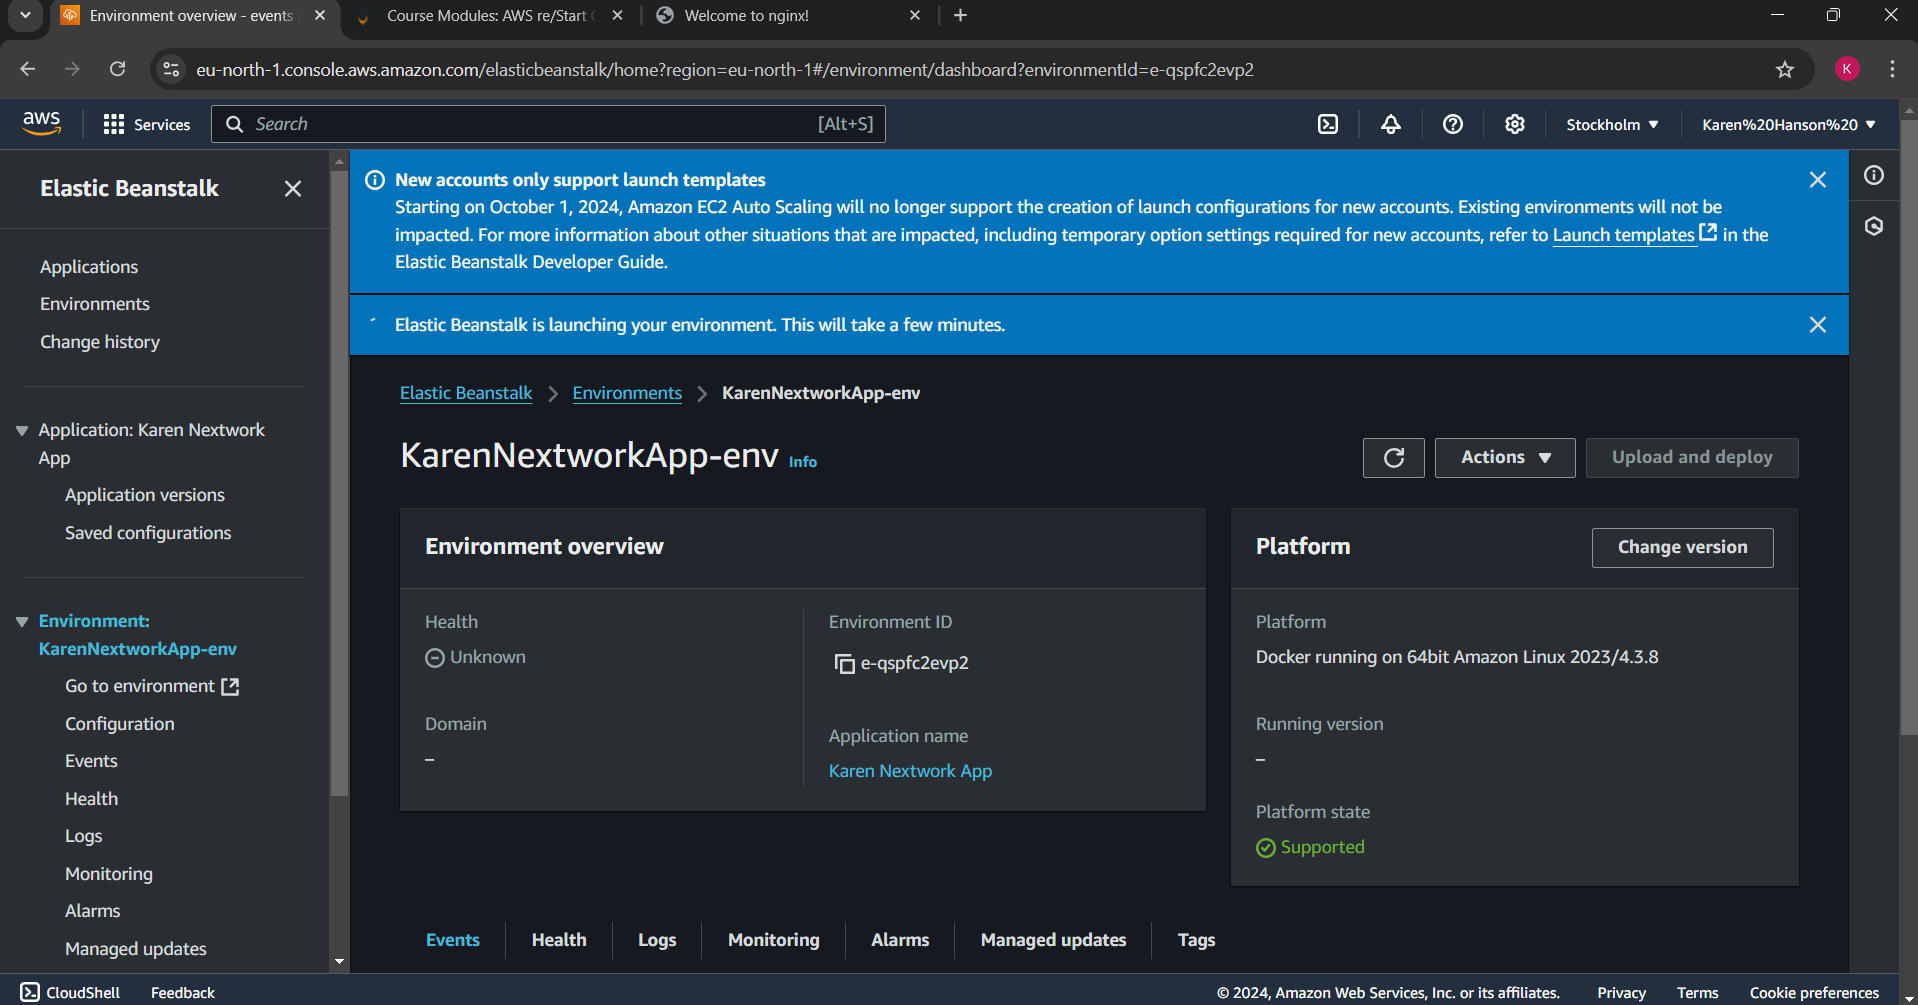 Environment overview - events
Course Modules: AWS re/Start
Welcome to nginx!
eu-north-1.console.aws.amazon.com/elasticbeanstalk/home?region=eu-north-1#/environment/dashboard?environmentId=e-qspfc2evp2
K
aws
Services
Search
[Alt+S]
Stockholm
Karen%20Hanson%20
Elastic Beanstalk
Applications
Environments
Change history
Application: Karen Nextwork
App
Application versions
Saved configurations
Environment:
KarenNextworkApp-env
Go to environment
Configuration
Events
Health
Logs
Monitoring
Alarms
Managed updates
New accounts only support launch templates
Starting on October 1, 2024, Amazon EC2 Auto Scaling will no longer support the creation of launch configurations for new accounts. Existing environments will not be
impacted. For more information about other situations that are impacted, including temporary option settings required for new accounts, refer to Launch templates in the
Elastic Beanstalk Developer Guide.
Elastic Beanstalk is launching your environment. This will take a few minutes.
Elastic Beanstalk > Environments > KarenNextworkApp-env
KarenNextworkApp-env Info
Actions
Upload and deploy
Environment overview
Health
Unknown
Domain
–
Environment ID
e-qspfc2evp2
Application name
Karen Nextwork App
Platform
Change version
Platform
Docker running on 64bit Amazon Linux 2023/4.3.8
Running version
–
Platform state
Supported
Events
Health
Logs
Monitoring
Alarms
Managed updates
Tags
CloudShell
Feedback
© 2024, Amazon Web Services, Inc. or its affiliates.
Privacy
Terms
Cookie preferences